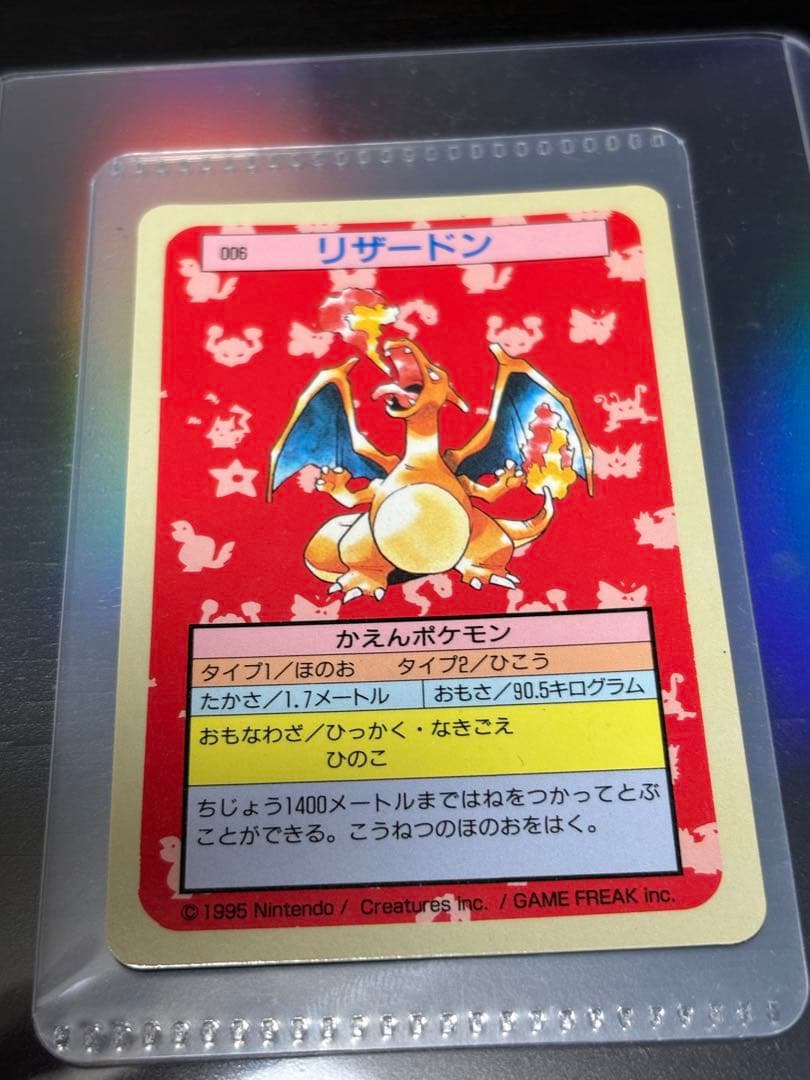 006 リザードン
かえんポケモン
タイプ1/ほのお タイプ2/ひこう
たかさ/1.7メートル おもさ/90.5キログラム
おもなわざ/ひっかく・なきごえ
ひのこ
ちじょう1400メートルまではねをつかってとぶ
ことができる。こうねつのほのおをはく。
©1995 Nintendo / Creatures inc. / GAME FREAK inc.